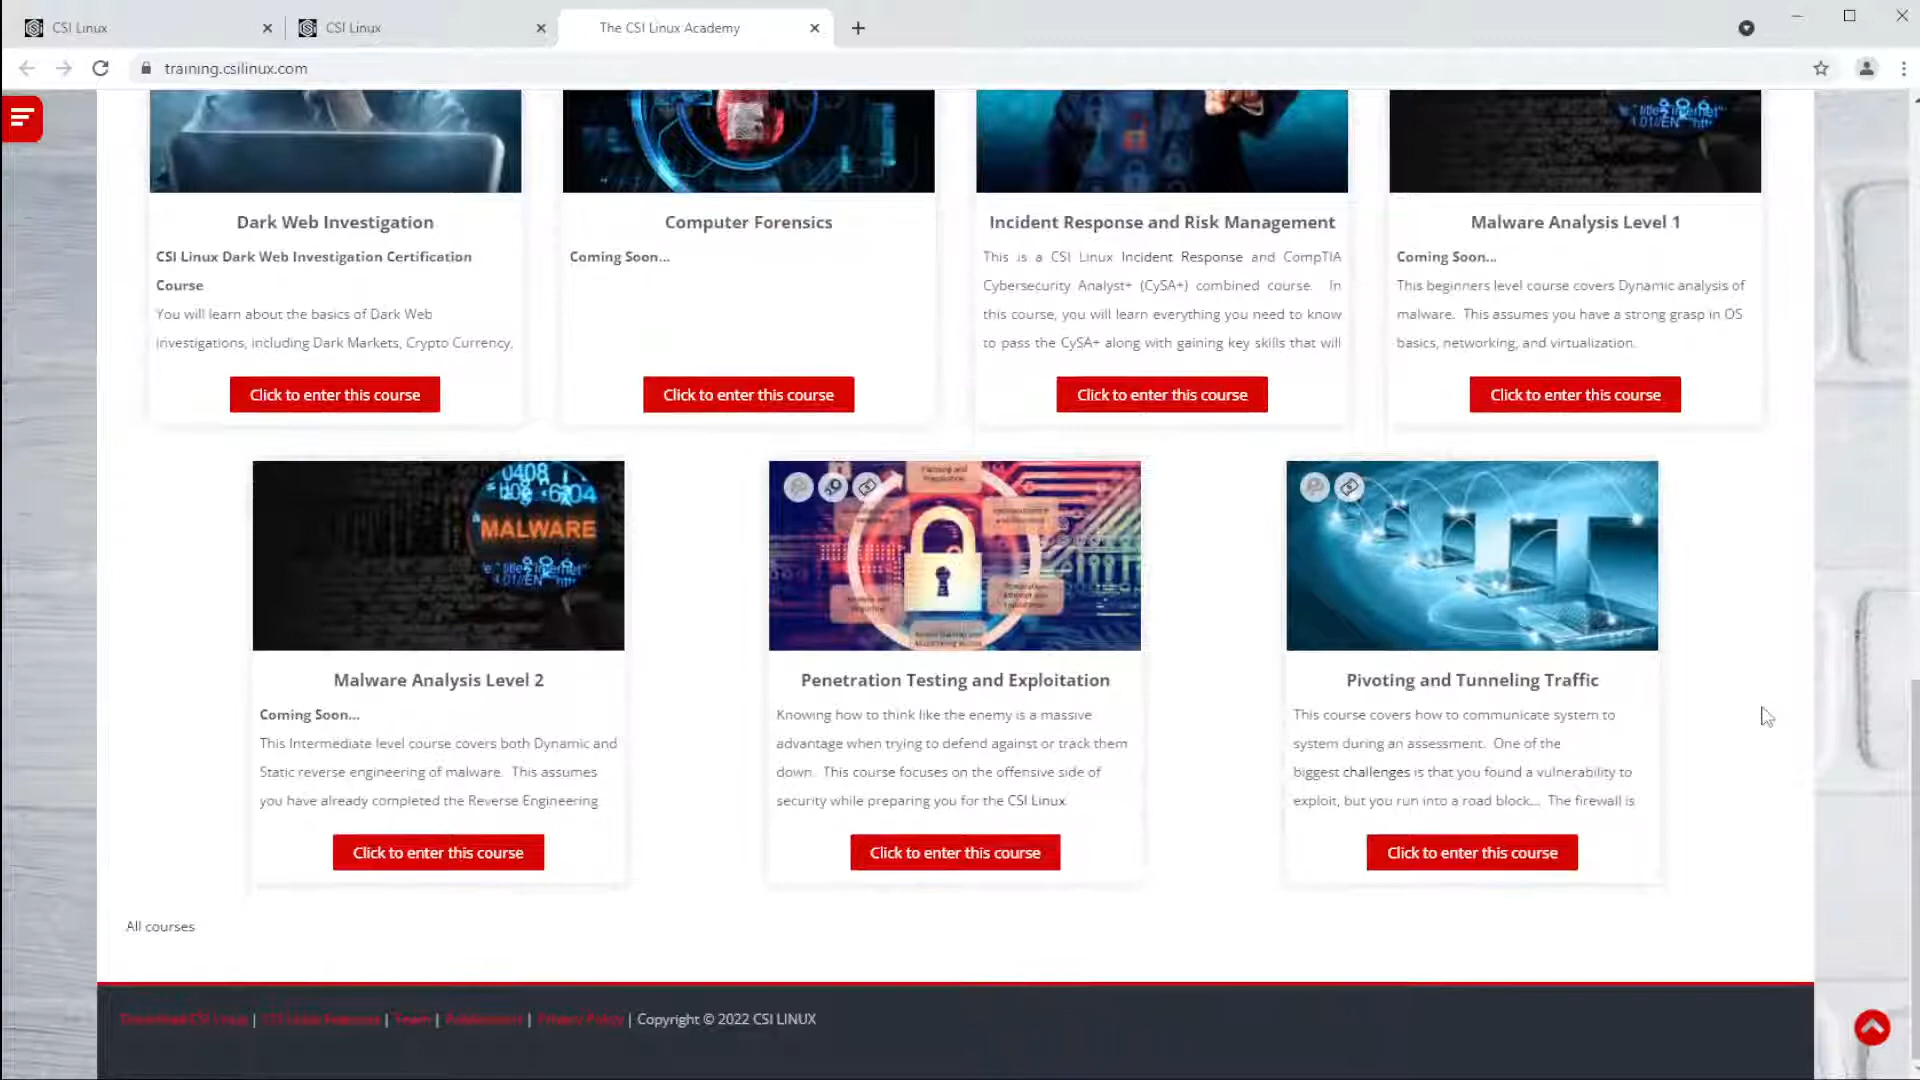 CSI Linux
CSI Linux
The CSI Linux Academy
training.csilinux.com
Dark Web Investigation
CSI Linux Dark Web Investigation Certification
Course
You will learn about the basics of Dark Web
investigations, including Dark Markets, Crypto Currency,
Click to enter this course
Computer Forensics
Coming Soon...
Click to enter this course
Incident Response and Risk Management
This is a CSI Linux Incident Response and CompTIA
Cybersecurity Analyst+ (CySA+) combined course. In
this course, you will learn everything you need to know
to pass the CySA+ along with gaining key skills that will
Click to enter this course
Malware Analysis Level 1
Coming Soon...
This beginners level course covers Dynamic analysis of
malware. This assumes you have a strong grasp in OS
basics, networking, and virtualization.
Click to enter this course
MALWARE
Malware Analysis Level 2
Coming Soon...
This Intermediate level course covers both Dynamic and
Static reverse engineering of malware. This assumes
you have already completed the Reverse Engineering
Click to enter this course
Penetration Testing and Exploitation
Knowing how to think like the enemy is a massive
advantage when trying to defend against or track them
down. This course focuses on the offensive side of
security while preparing you for the CSI Linux
Click to enter this course
Pivoting and Tunneling Traffic
This course covers how to communicate system to
system during an assessment. One of the
biggest challenges is that you found a vulnerability to
exploit, but you run into a road block... The firewall is
Click to enter this course
All courses
Download CSI Linux | CSI Linux Features | Team | | Privacy Policy | Copyright © 2022 CSI LINUX